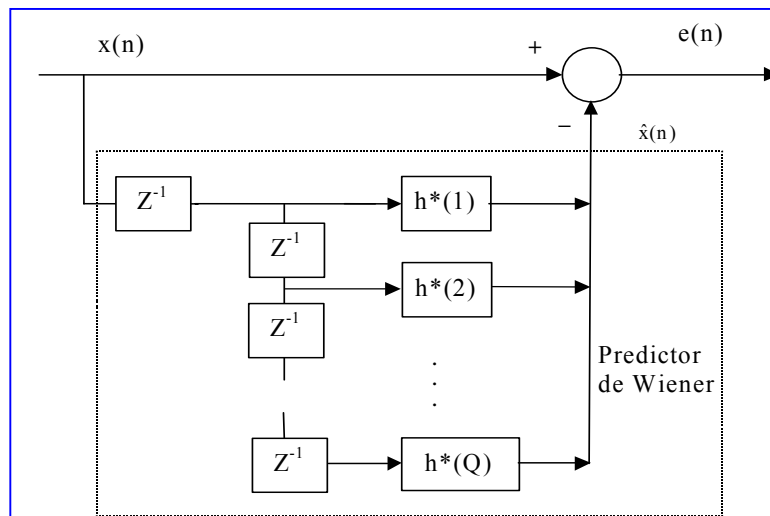 x(n)
e(n)
+
−
x̂(n)
Z⁻¹
h*(1)
Z⁻¹
h*(2)
Z⁻¹
Predictor
de Wiener
Z⁻¹
h*(Q)